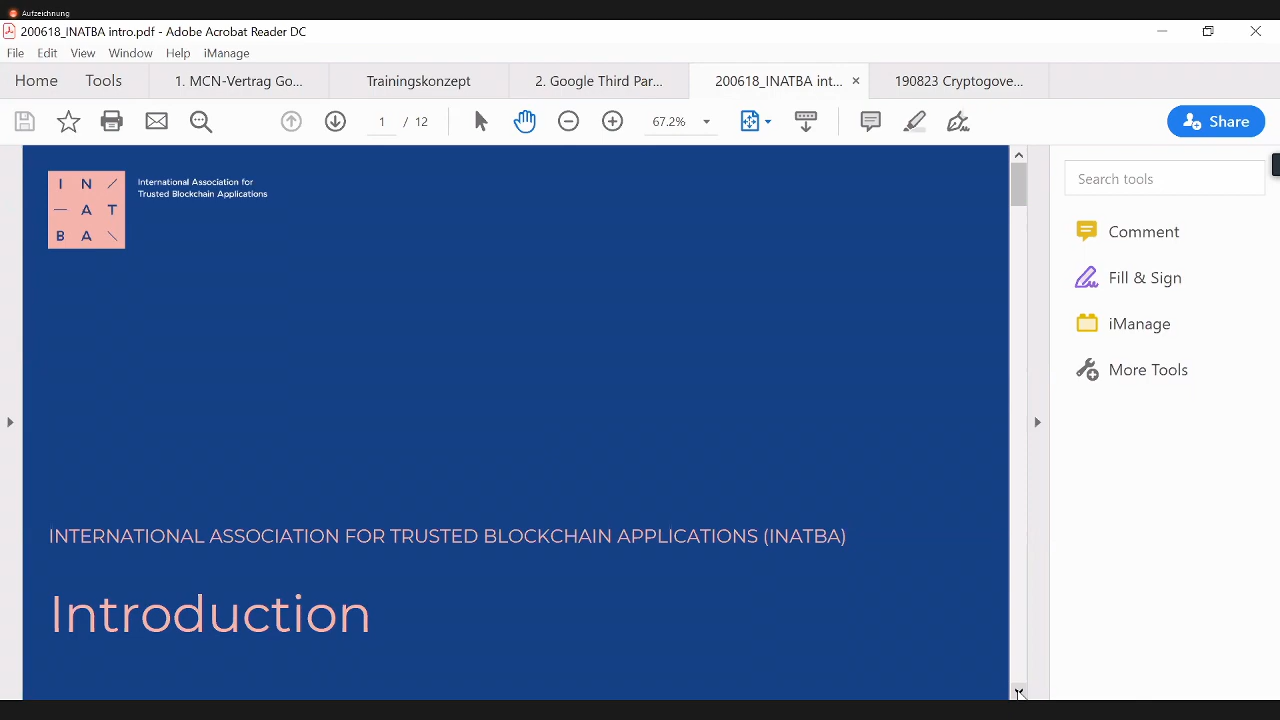 Aufzeichnung
200618_INATBA intro.pdf - Adobe Acrobat Reader DC
File Edit View Window Help iManage
Home Tools 1. MCN-Vertrag Go... Trainingskonzept 2. Google Third Par... 200618_INATBA int... × 190823 Cryptogove...
1 / 12 67.2% Share
I N /
— A T
B A \
International Association for
Trusted Blockchain Applications
INTERNATIONAL ASSOCIATION FOR TRUSTED BLOCKCHAIN APPLICATIONS (INATBA)
Introduction
Search tools
Comment
Fill & Sign
iManage
More Tools